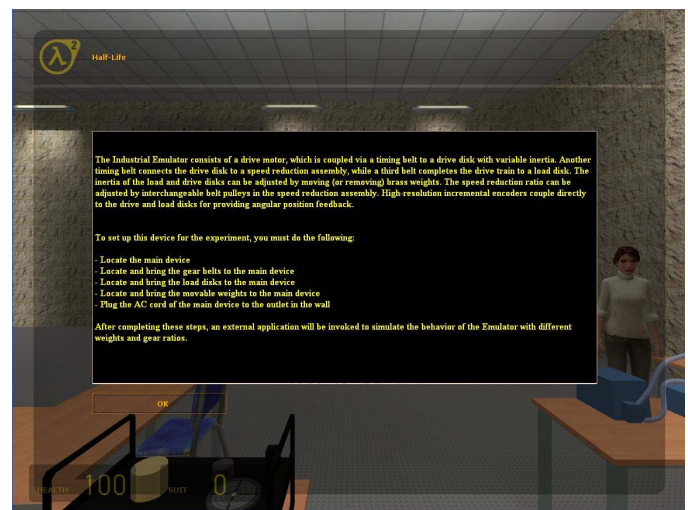 λ2
Half-Life
The Industrial Emulator consists of a drive motor, which is coupled via a timing belt to a drive disk with variable inertia. Another
timing belt connects the drive disk to a speed reduction assembly, while a third belt completes the drive train to a load disk. The
inertia of the load and drive disks can be adjusted by moving (or removing) brass weights. The speed reduction ratio can be
adjusted by interchangeable belt pulleys in the speed reduction assembly. High-resolution incremental encoders couple directly
to the drive and load disks for providing angular position feedback.
To set up this device for the experiment, you must do the following:
- Locate the main device
- Locate and bring the gear belts to the main device
- Locate and bring the load disks to the main device
- Locate and bring the movable weights to the main device
- Plug the AC cord of the main device to the outlet in the wall
After completing these steps, an external application will be invoked to simulate the behavior of the Emulator with different
weights and gear ratios.
OK
HEALTH 100 SUIT 0